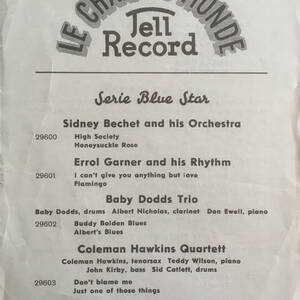 LE CHA ONDE
Tell
Record
Serie Blue Star
Sidney Bechet and his Orchestra
29600 High Society
Honeysuckle Rose
Errol Garner and his Rhythm
29601 I can't give you anything but love
Flamingo
Baby Dodds Trio
Baby Dodds, drums Albert Nicholas, clarinet Don Ewell, piano
29602 Buddy Bolden Blues
Albert's Blues
Coleman Hawkins Quartett
Coleman Hawkins, tenorsax Teddy Wilson, piano
John Kirby, bass Sid Catlett, drums
29603 Don't blame me
Just one of those things